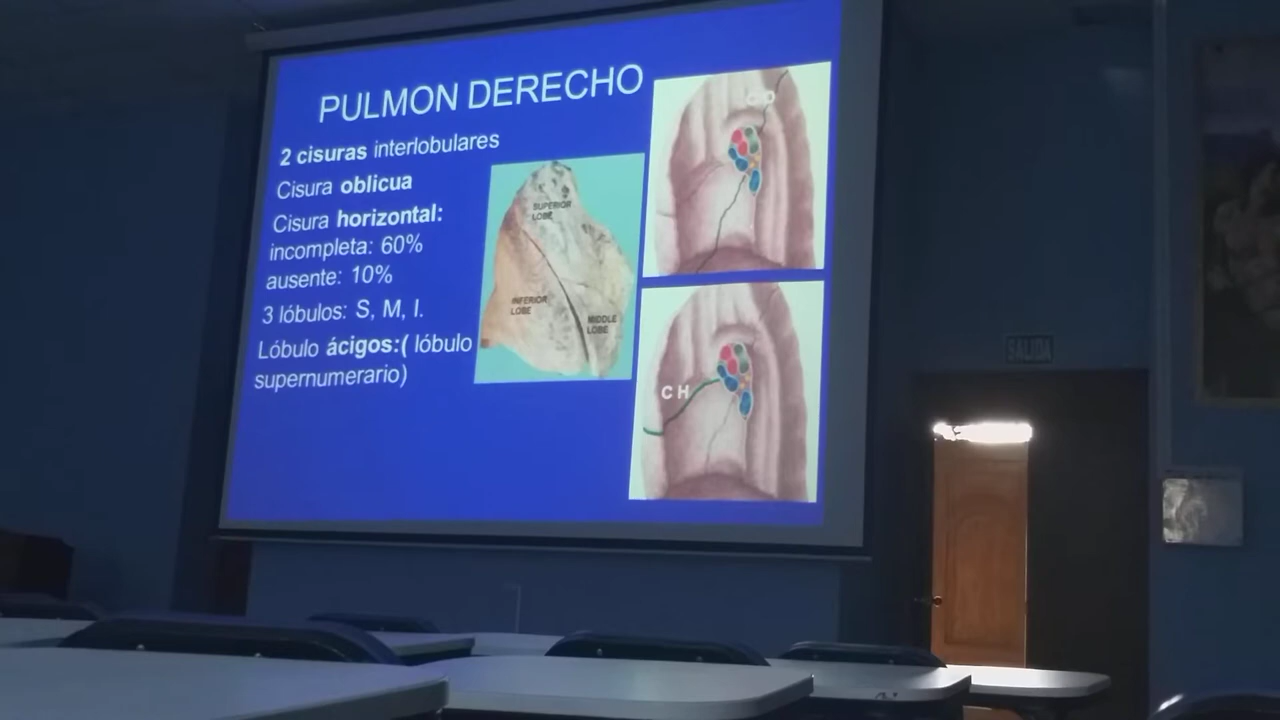 PULMON DERECHO
2 cisuras interlobulares
Cisura oblicua
Cisura horizontal:
incompleta: 60%
ausente: 10%
3 lóbulos: S, M, I.
Lóbulo ácigos:( lóbulo
supernumerario)
SUPERIOR
LOBE
INFERIOR
LOBE
MIDDLE
LOBE
C O
C H
SALIDA